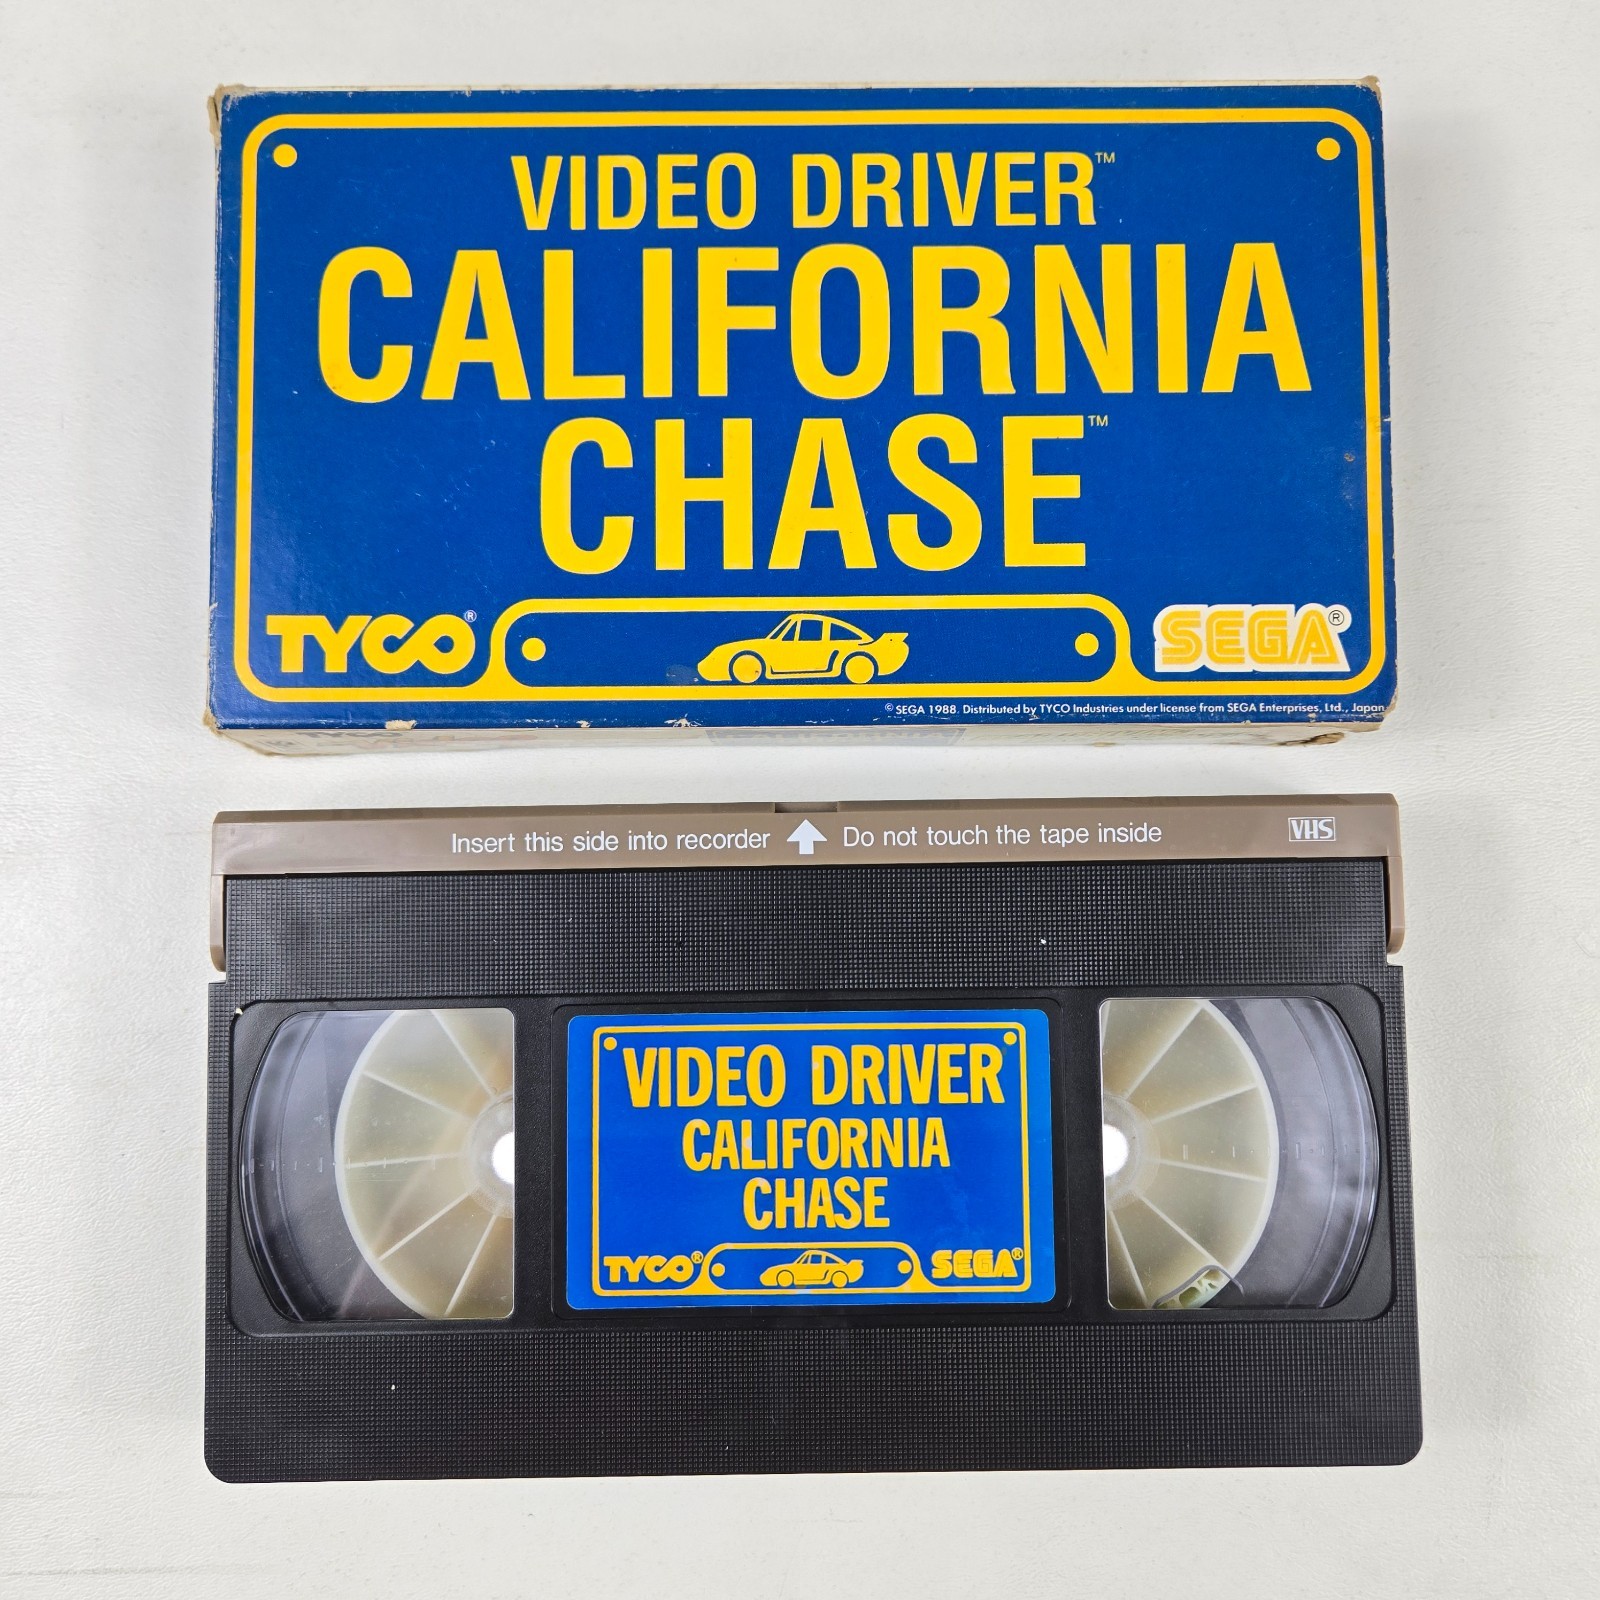 VIDEO DRIVER™
CALIFORNIA
CHASE™
TYCO® SEGA®
© SEGA 1988. Distributed by TYCO Industries under license from SEGA Enterprises, Ltd., Japan
Insert this side into recorder Do not touch the tape inside VHS
VIDEO DRIVER
CALIFORNIA
CHASE
TYCO® SEGA®